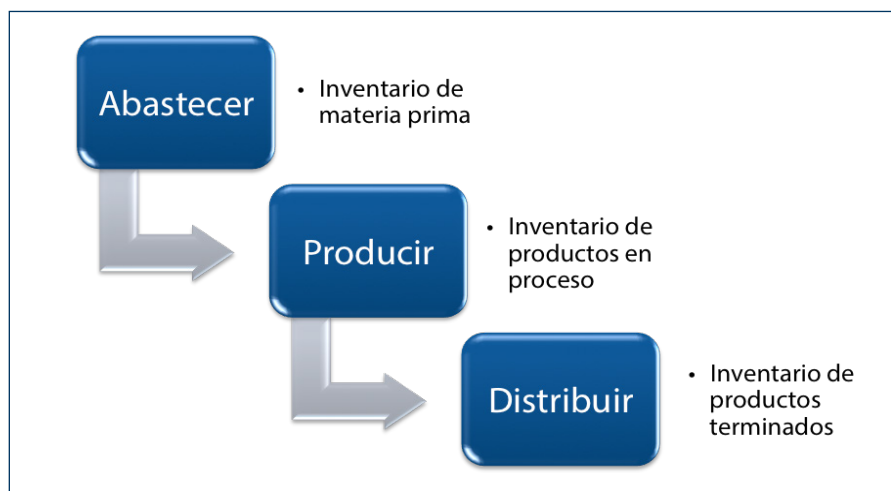 Abastecer
• Inventario de
materia prima
Producir
• Inventario de
productos en
proceso
Distribuir
• Inventario de
productos
terminados